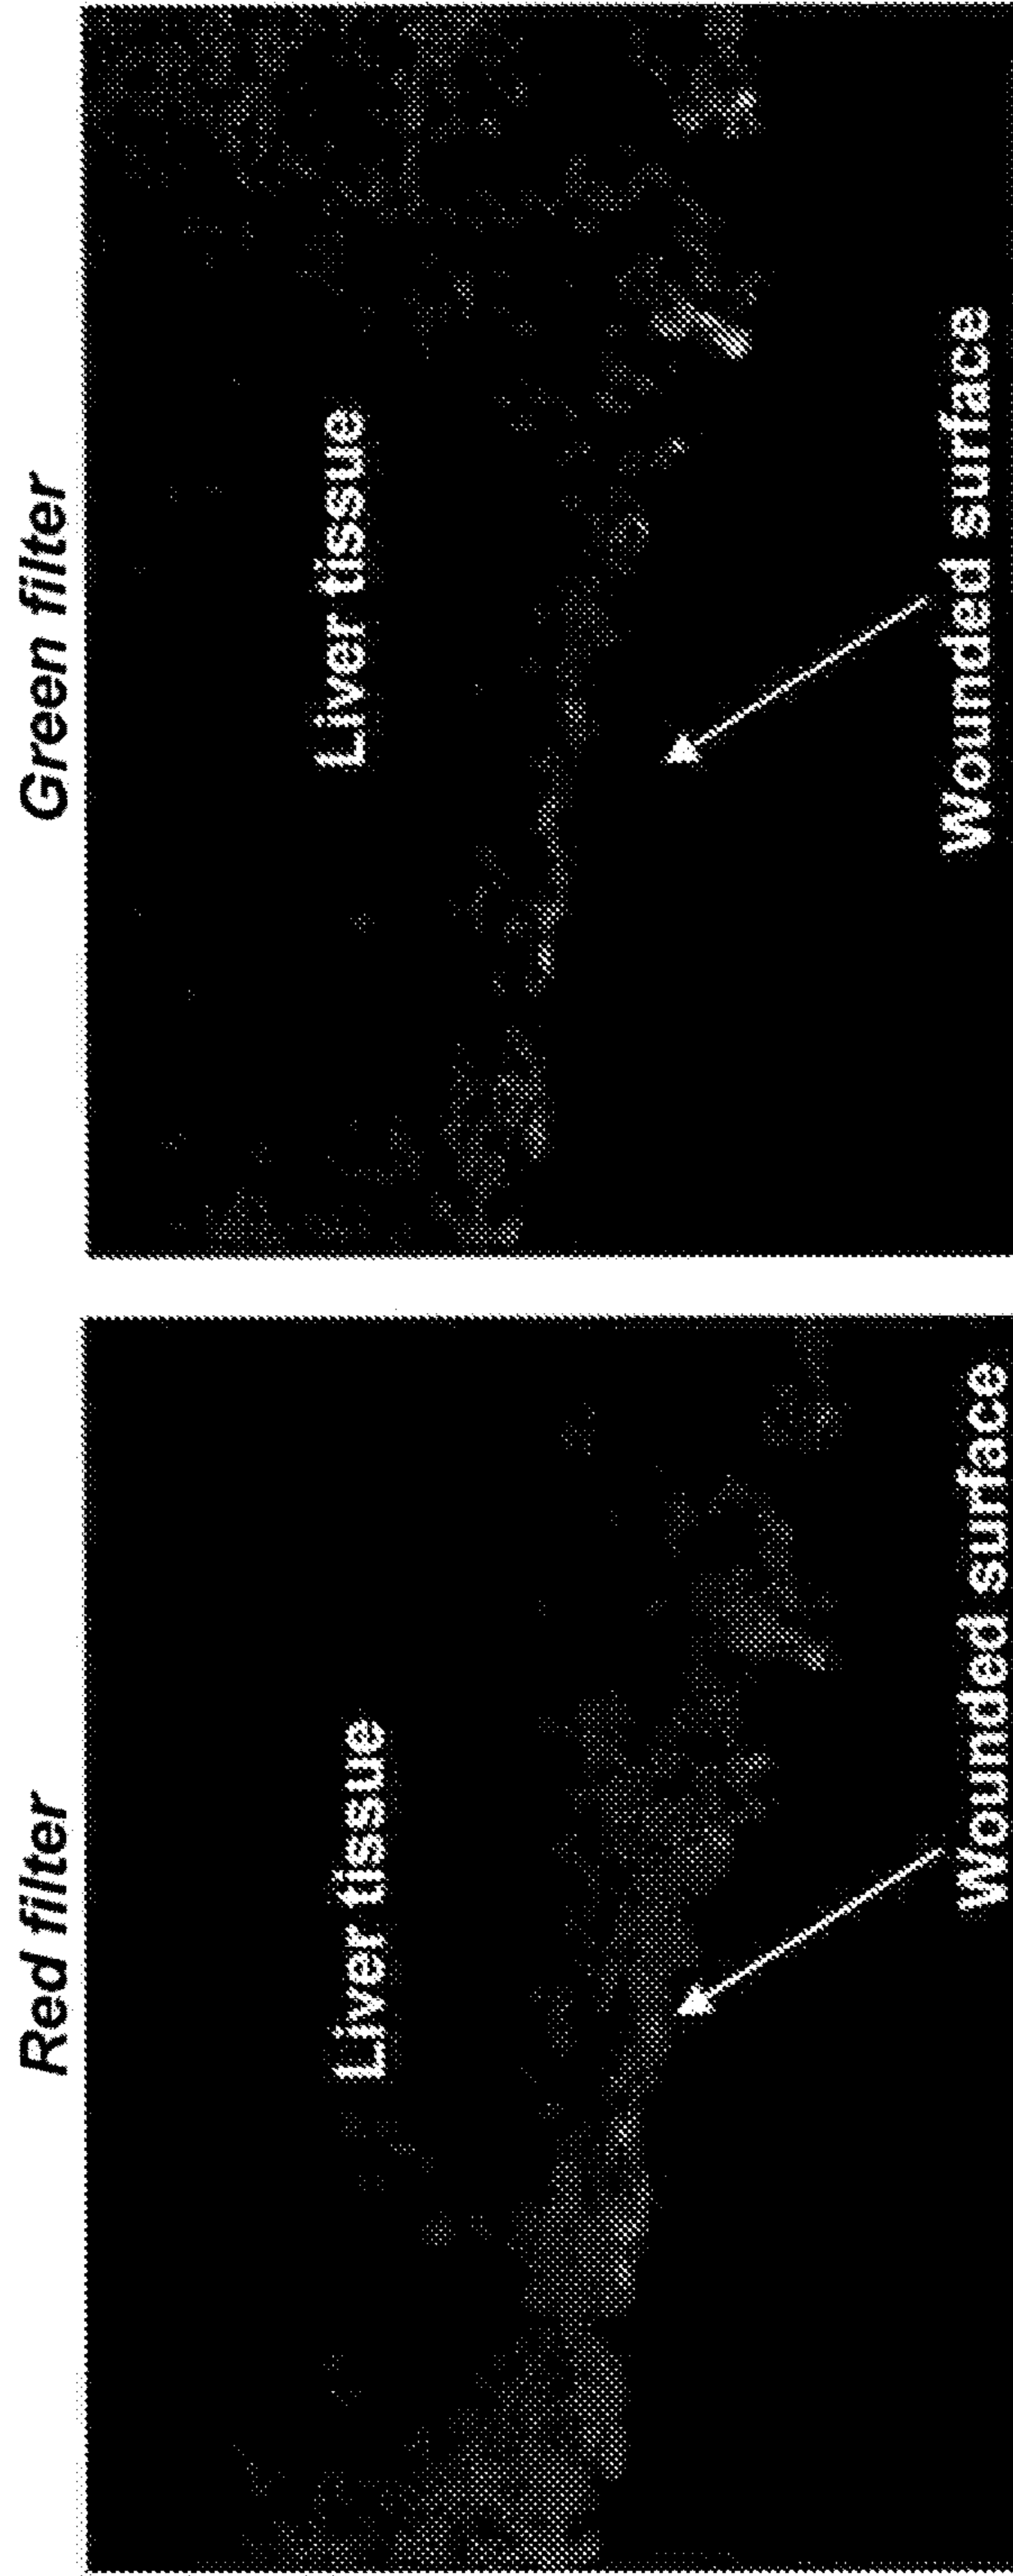 Red filter
Liver tissue
Wounded surface
Green filter
Liver tissue
Wounded surface